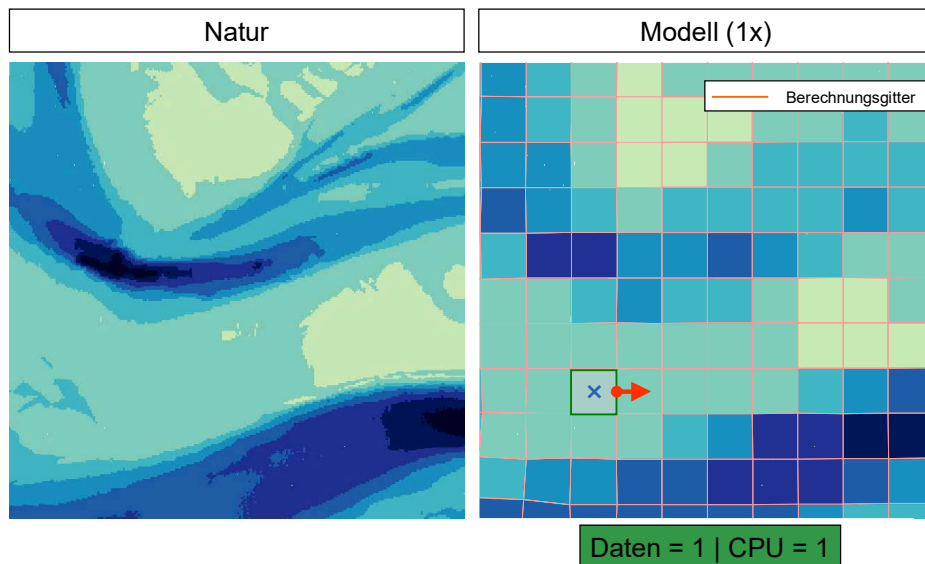 Natur
Modell (1x)
Berechnungsgitter
Daten = 1 | CPU = 1